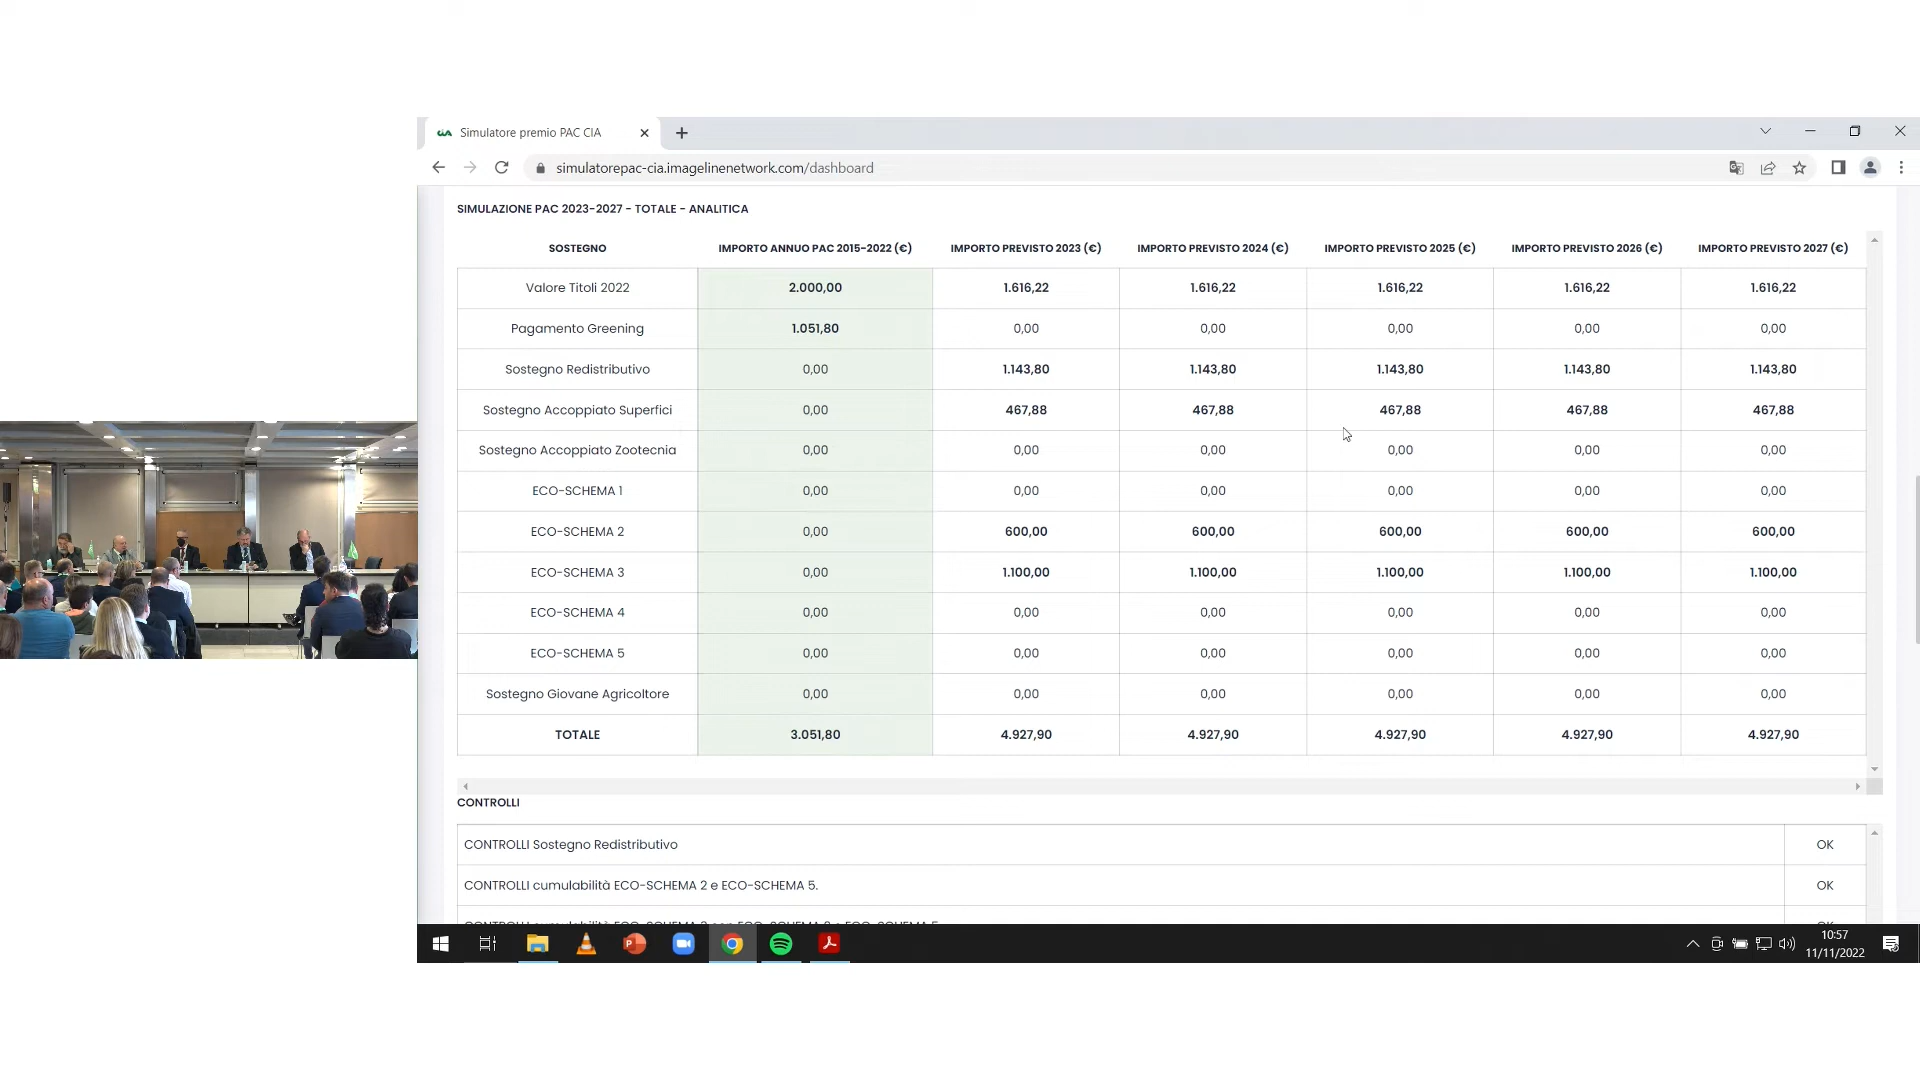 CIA Simulatore premio PAC CIA
simulatorepac-cia.imagelinenetwork.com/dashboard
SIMULAZIONE PAC 2023-2027 - TOTALE - ANALITICA
SOSTEGNO IMPORTO ANNUO PAC 2015-2022 (€) IMPORTO PREVISTO 2023 (€) IMPORTO PREVISTO 2024 (€) IMPORTO PREVISTO 2025 (€) IMPORTO PREVISTO 2026 (€) IMPORTO PREVISTO 2027 (€)
Valore Titoli 2022 2.000,00 1.616,22 1.616,22 1.616,22 1.616,22 1.616,22
Pagamento Greening 1.051,80 0,00 0,00 0,00 0,00 0,00
Sostegno Redistributivo 0,00 1.143,80 1.143,80 1.143,80 1.143,80 1.143,80
Sostegno Accoppiato Superfici 0,00 467,88 467,88 467,88 467,88 467,88
Sostegno Accoppiato Zootecnia 0,00 0,00 0,00 0,00 0,00 0,00
ECO-SCHEMA 1 0,00 0,00 0,00 0,00 0,00 0,00
ECO-SCHEMA 2 0,00 600,00 600,00 600,00 600,00 600,00
ECO-SCHEMA 3 0,00 1.100,00 1.100,00 1.100,00 1.100,00 1.100,00
ECO-SCHEMA 4 0,00 0,00 0,00 0,00 0,00 0,00
ECO-SCHEMA 5 0,00 0,00 0,00 0,00 0,00 0,00
Sostegno Giovane Agricoltore 0,00 0,00 0,00 0,00 0,00 0,00
TOTALE 3.051,80 4.927,90 4.927,90 4.927,90 4.927,90 4.927,90
CONTROLLI
CONTROLLI Sostegno Redistributivo OK
CONTROLLI cumulabilità ECO-SCHEMA 2 e ECO-SCHEMA 5. OK
10:57
11/11/2022